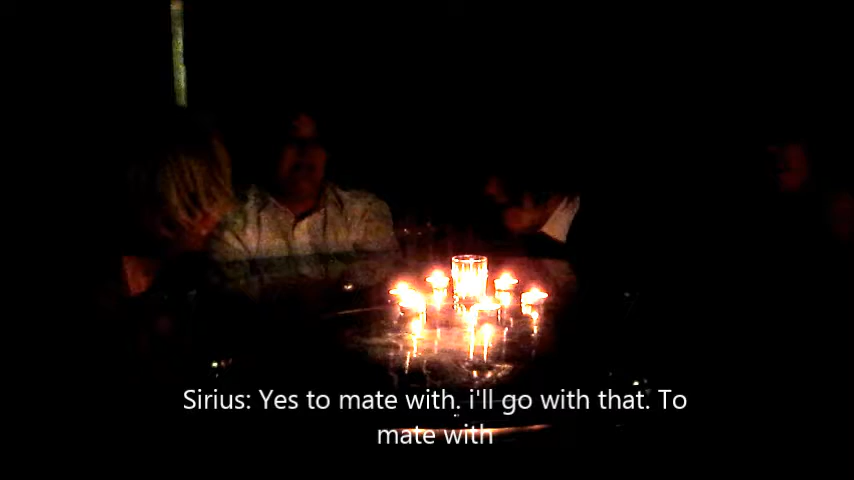 Sirius: Yes to mate with. i'll go with that. To
mate with